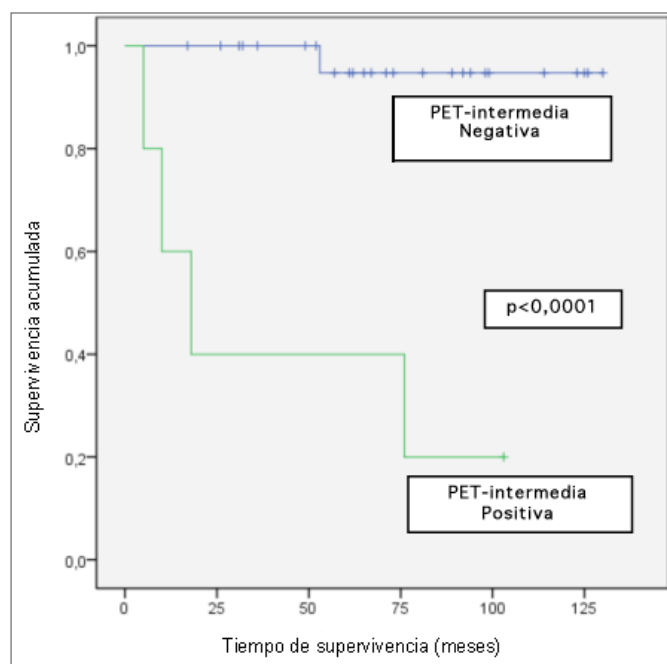 1,0
0,8
0,6
0,4
0,2
0,0
Supervivencia acumulada
PET-intermedia
Negativa
p<0,0001
PET-intermedia
Positiva
0
25
50
75
100
125
Tiempo de supervivencia (meses)